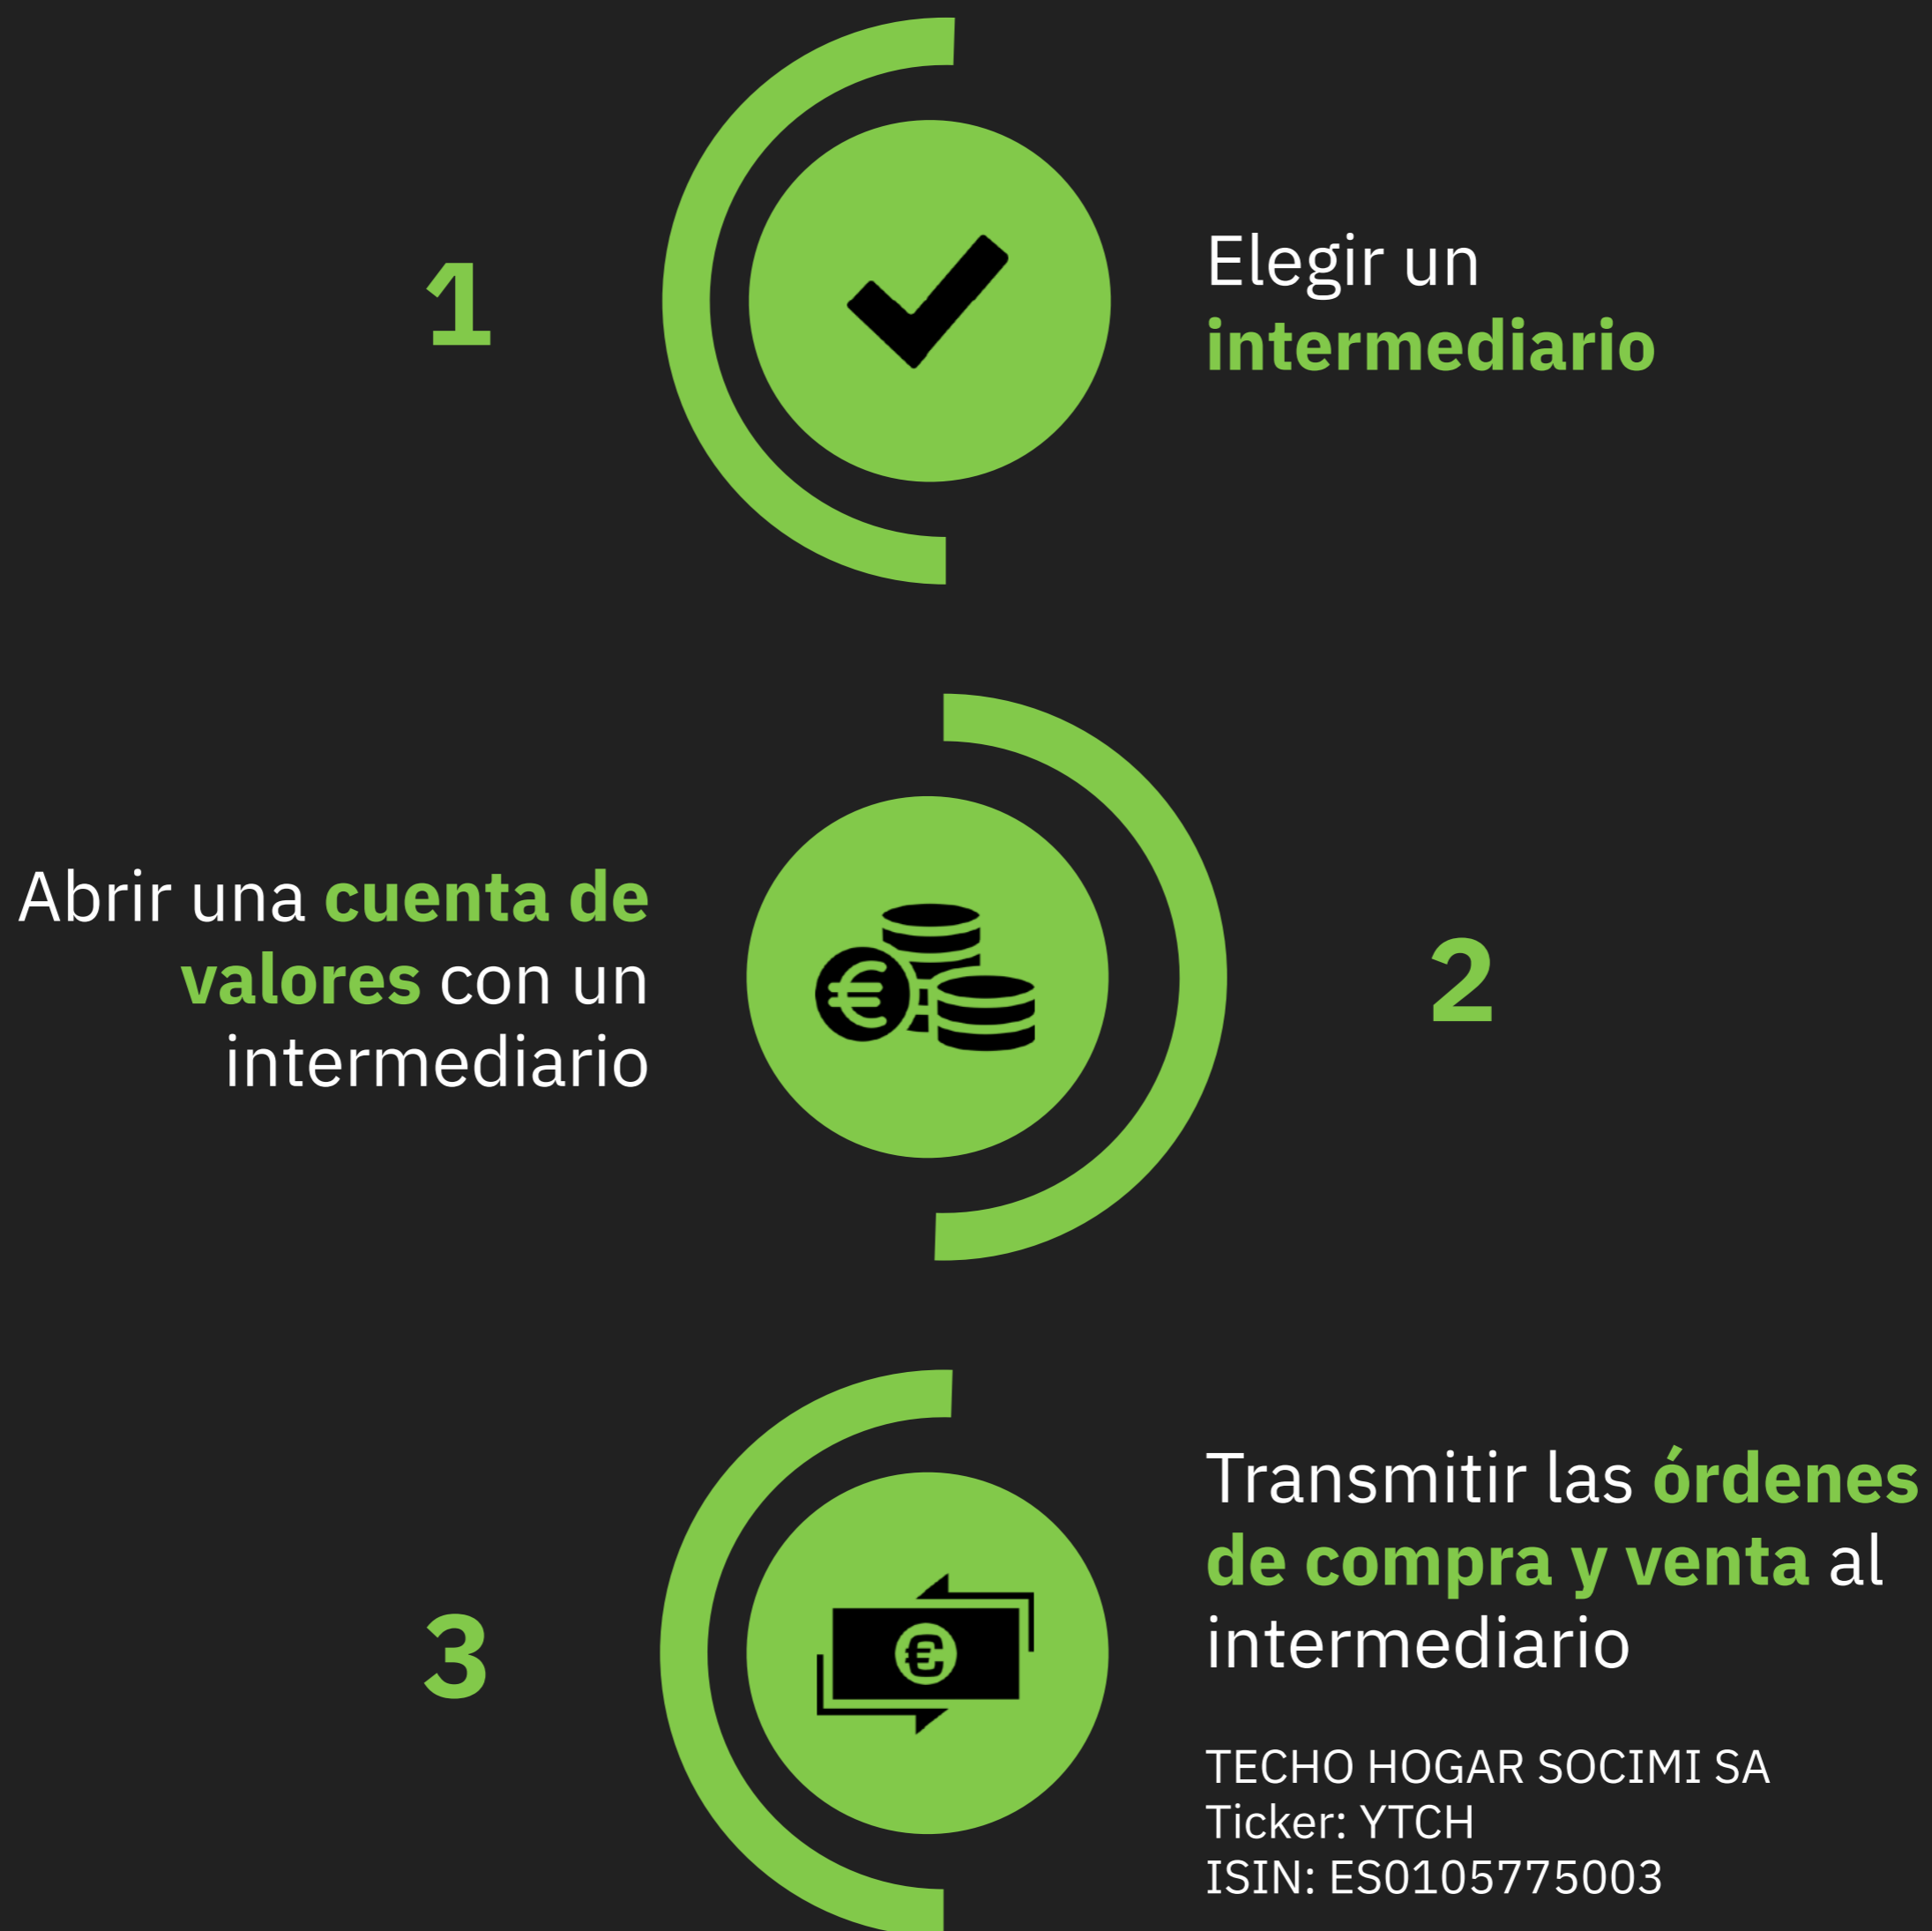 1
Elegir un
intermediario
Abrir una cuenta de
valores con un
intermediario
2
3
Transmitir las órdenes
de compra y venta al
intermediario
TECHO HOGAR SOCIMI SA
Ticker: YTCH
ISIN: ES0105775003